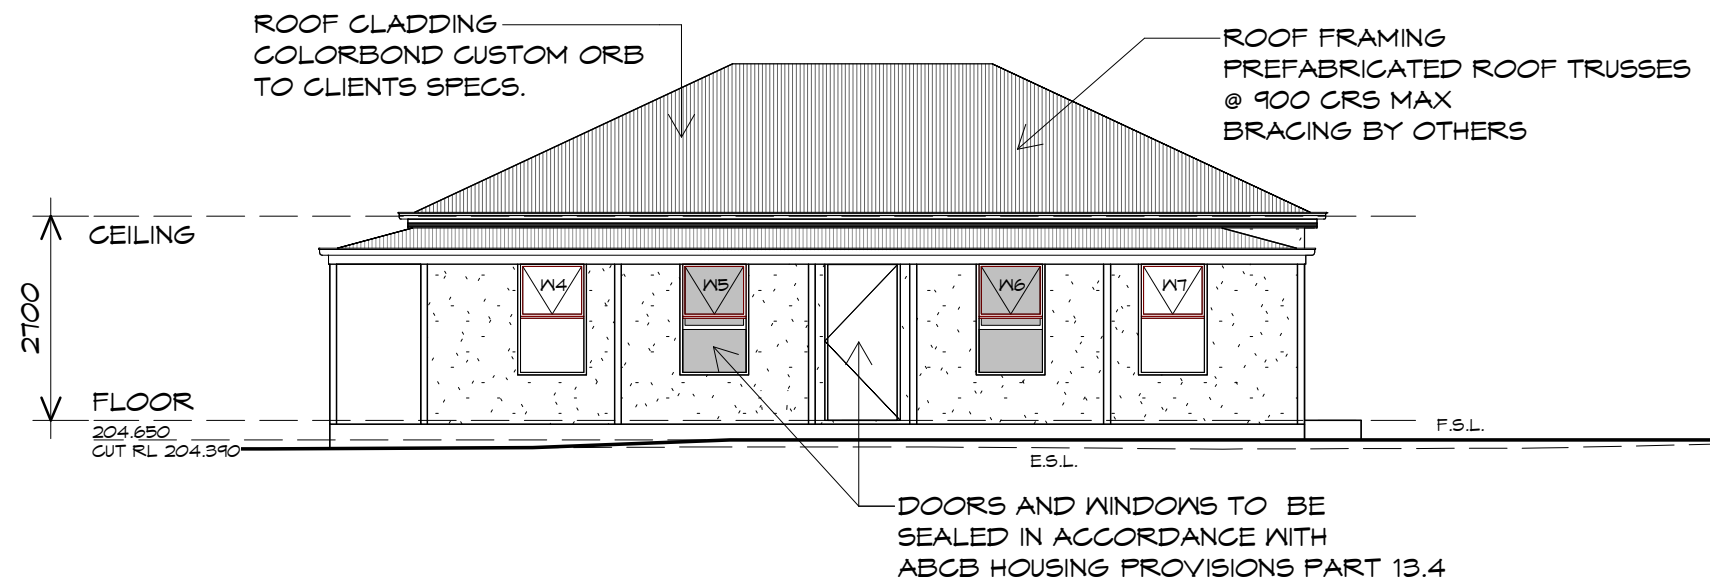 ROOF CLADDING
COLORBOND CUSTOM ORB
TO CLIENTS SPECS.
ROOF FRAMING
PREFABRICATED ROOF TRUSSES
@ 900 CRS MAX
BRACING BY OTHERS
CEILING
2700
W4
W5
W6
W7
FLOOR
204.650
CUT RL 204.390
F.S.L.
E.S.L.
DOORS AND WINDOWS TO BE
SEALED IN ACCORDANCE WITH
ABCB HOUSING PROVISIONS PART 13.4